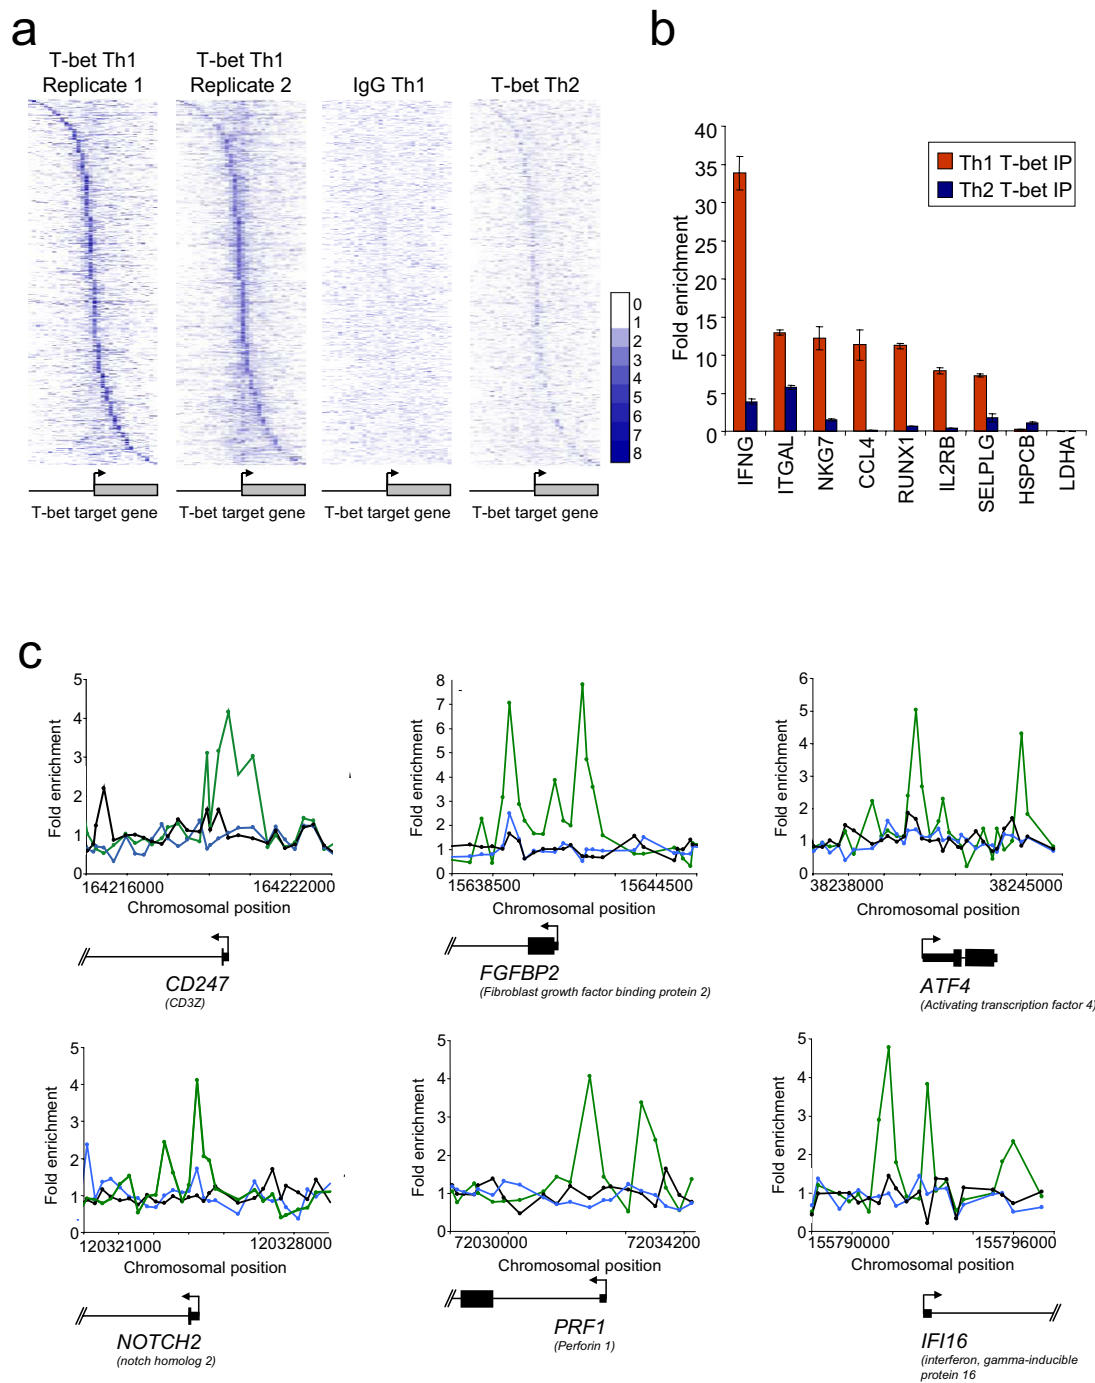 a
T-bet Th1
Replicate 1
T-bet Th1
Replicate 2
IgG Th1
T-bet Th2
0
1
2
3
4
5
6
7
8
T-bet target gene
T-bet target gene
T-bet target gene
T-bet target gene
b
40
35
30
25
20
15
10
5
0
Fold enrichment
Th1 T-bet IP
Th2 T-bet IP
IFNG
ITGAL
NKG7
CCL4
RUNX1
IL2RB
SELPLG
HSPCB
LDHA
c
5
4
3
2
1
0
Fold enrichment
164216000 164222000
Chromosomal position
CD247
(CD3Z)
8
7
6
5
4
3
2
1
0
Fold enrichment
15638500 15644500
Chromosomal position
FGFBP2
(Fibroblast growth factor binding protein 2)
6
5
4
3
2
1
0
Fold enrichment
38238000 38245000
Chromosomal position
ATF4
(Activating transcription factor 4)
5
4
3
2
1
0
Fold enrichment
120321000 120328000
Chromosomal position
NOTCH2
(notch homolog 2)
5
4
3
2
1
0
Fold enrichment
72030000 72034200
Chromosomal position
PRF1
(Perforin 1)
5
4
3
2
1
0
Fold enrichment
155790000 155796000
Chromosomal position
IFI16
(interferon, gamma-inducible
protein 16